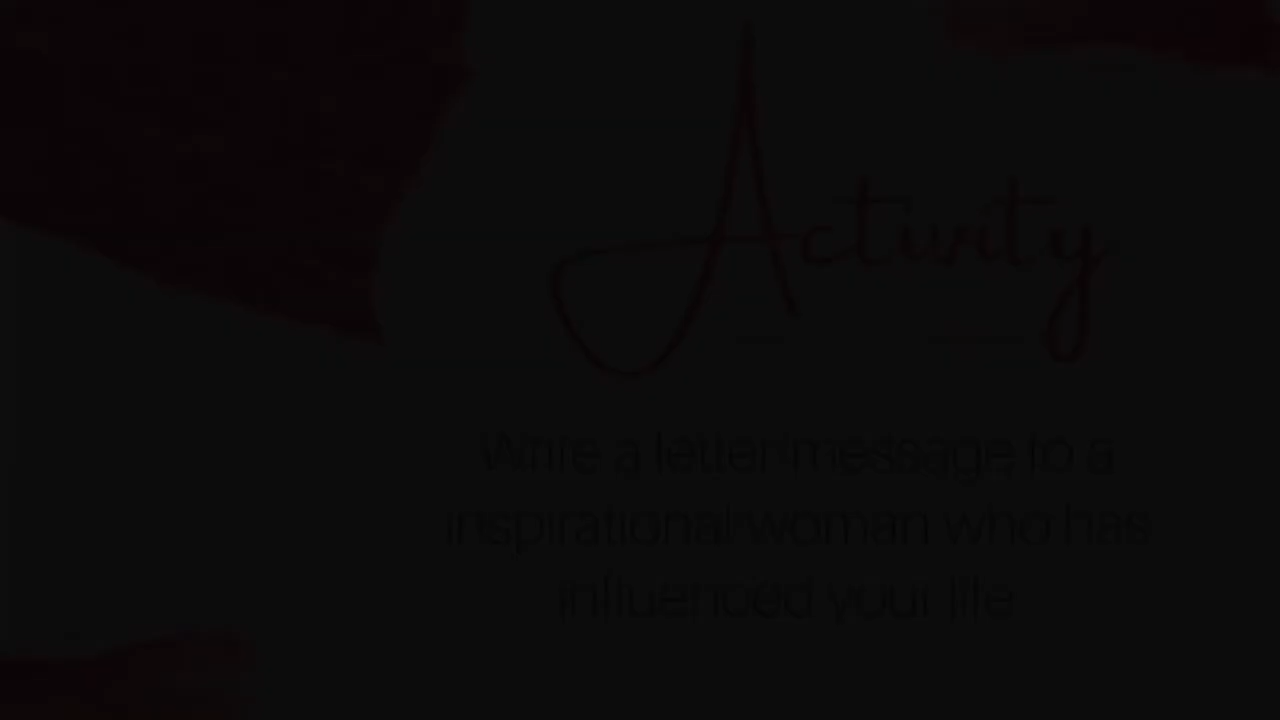 Activity
Write a letter/message to a
inspirational woman who has
influenced your life